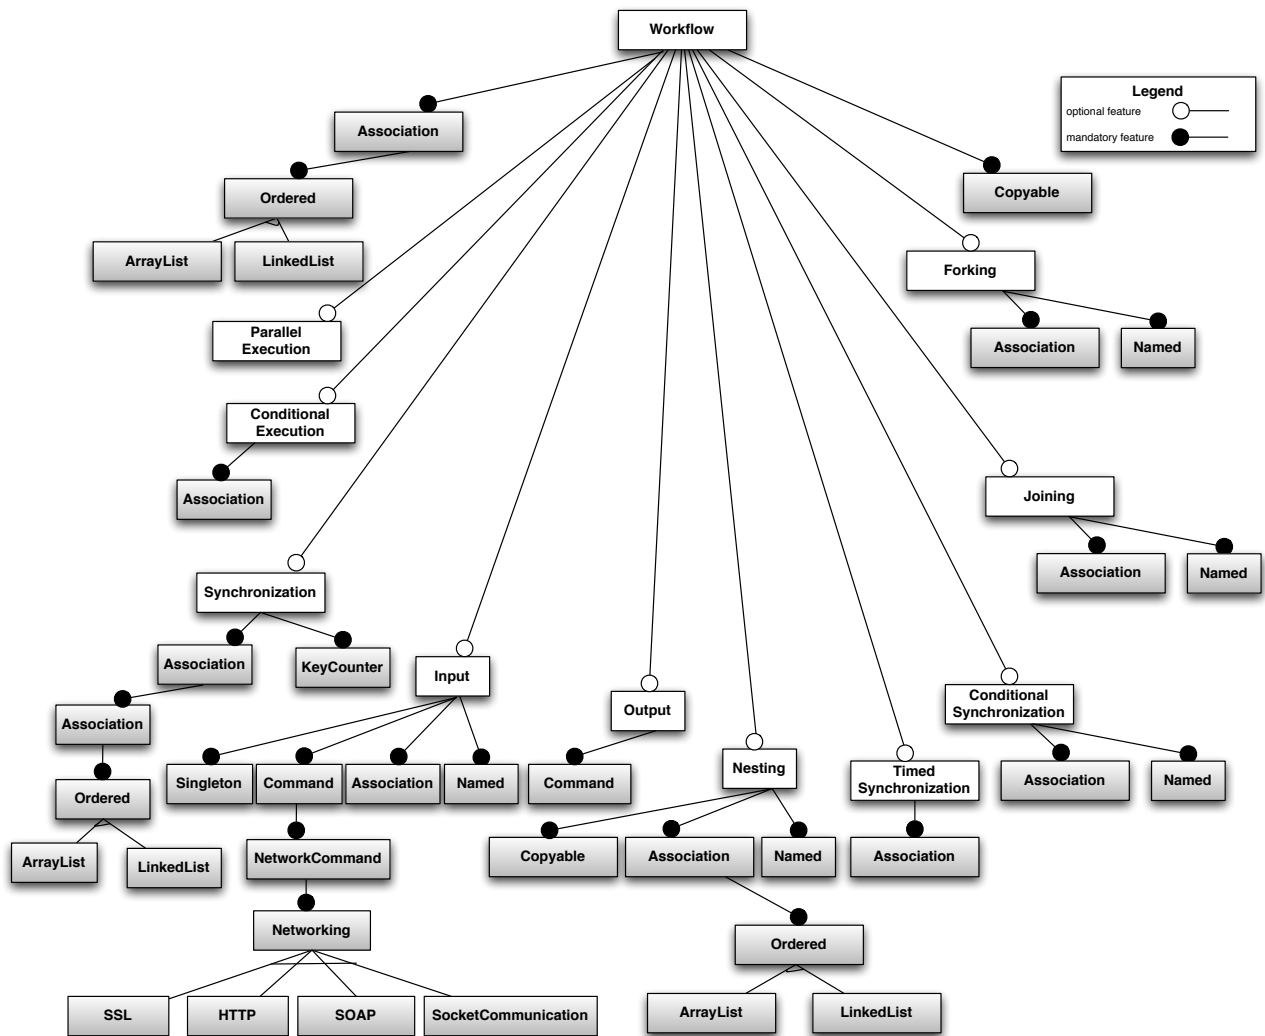 Workflow
Legend
optional feature
mandatory feature
Association
Copyable
Ordered
ArrayList
LinkedList
Forking
Parallel
Execution
Association
Named
Conditional
Execution
Association
Joining
Association
Named
Synchronization
Association
KeyCounter
Input
Conditional
Synchronization
Association
Output
Singleton
Command
Association
Named
Command
Nesting
Timed
Synchronization
Association
Named
Ordered
ArrayList
LinkedList
NetworkCommand
Copyable
Association
Named
Association
Networking
Ordered
SSL
HTTP
SOAP
SocketCommunication
ArrayList
LinkedList